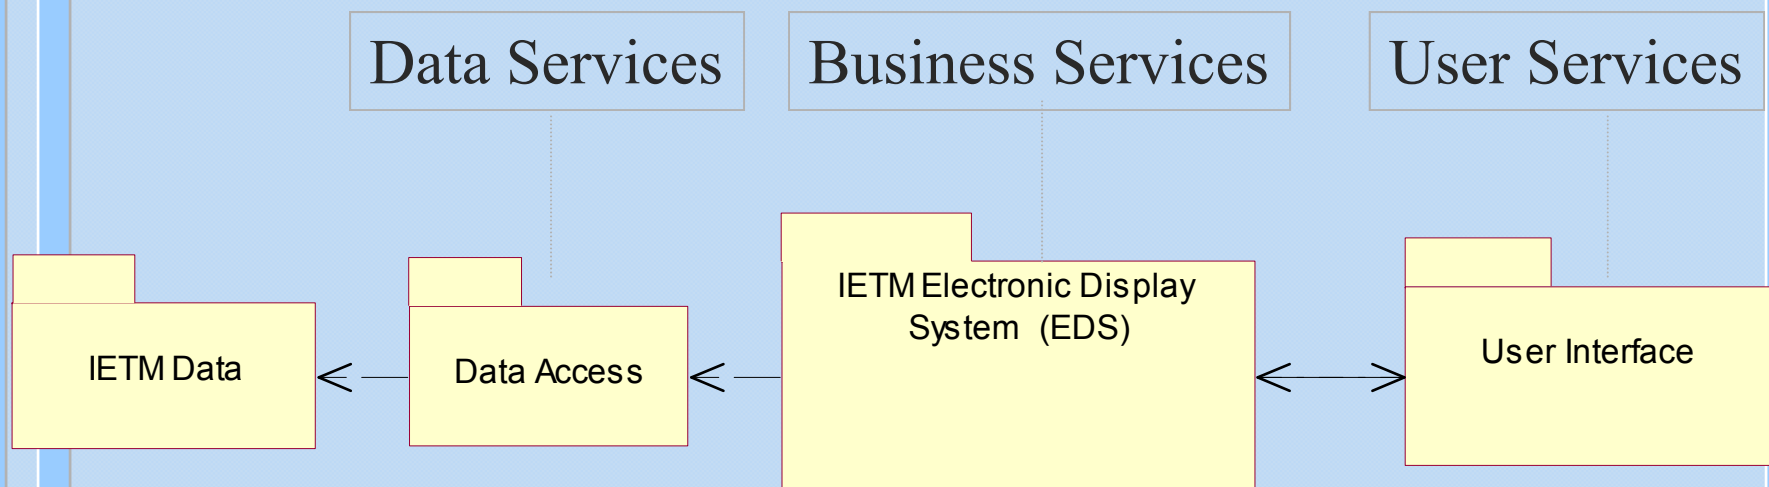 Data Services
Business Services
User Services
IETM Data
Data Access
IETM Electronic Display
System (EDS)
User Interface